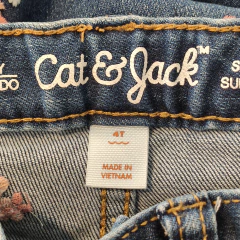 Cat & Jack™
4T
MADE IN
VIETNAM